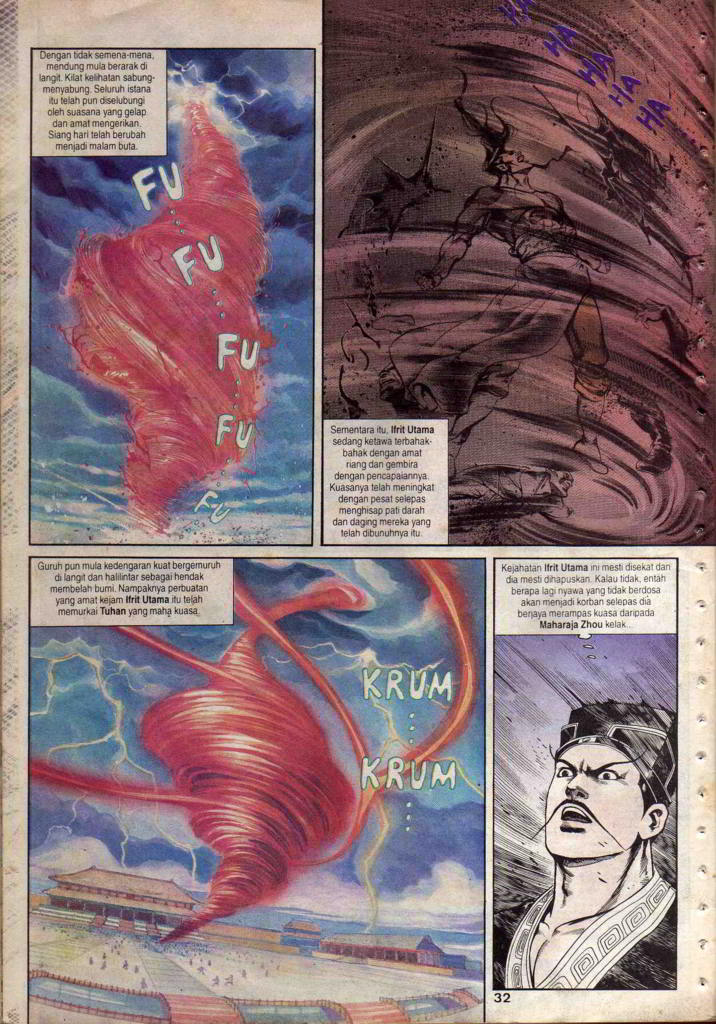 Dengan tidak semena-mena,
mendung mula berarak di
langit. Kilat kelihatan sabung-
menyabung. Seluruh istana
itu telah pun diselubungi
oleh suasana yang gelap
dan amat mengerikan.
Siang hari telah berubah
menjadi malam buta.
FU
FU
FU
FU
FU
HA
HA
HA
HA
HA
Sementara itu, Ifrit Utama
sedang ketawa terbahak-
bahak dengan amat
riang dan gembira
dengan pencapaiannya.
Kuasanya telah meningkat
dengan pesat selepas
menghisap pati darah
dan daging mereka yang
telah dibunuhnya itu.
Guruh pun mula kedengaran kuat bergemuruh
di langit dan halilintar sebagai hendak
membelah bumi. Nampaknya perbuatan
yang amat kejam Ifrit Utama itu telah
memurkai Tuhan yang maha kuasa.
KRUM
KRUM
Kejahatan Ifrit Utama ini mesti disekat dan
dia mesti dihapuskan. Kalau tidak, entah
berapa lagi nyawa yang tidak berdosa
akan menjadi korban selepas dia
berjaya merampas kuasa daripada
Maharaja Zhou kelak...
32